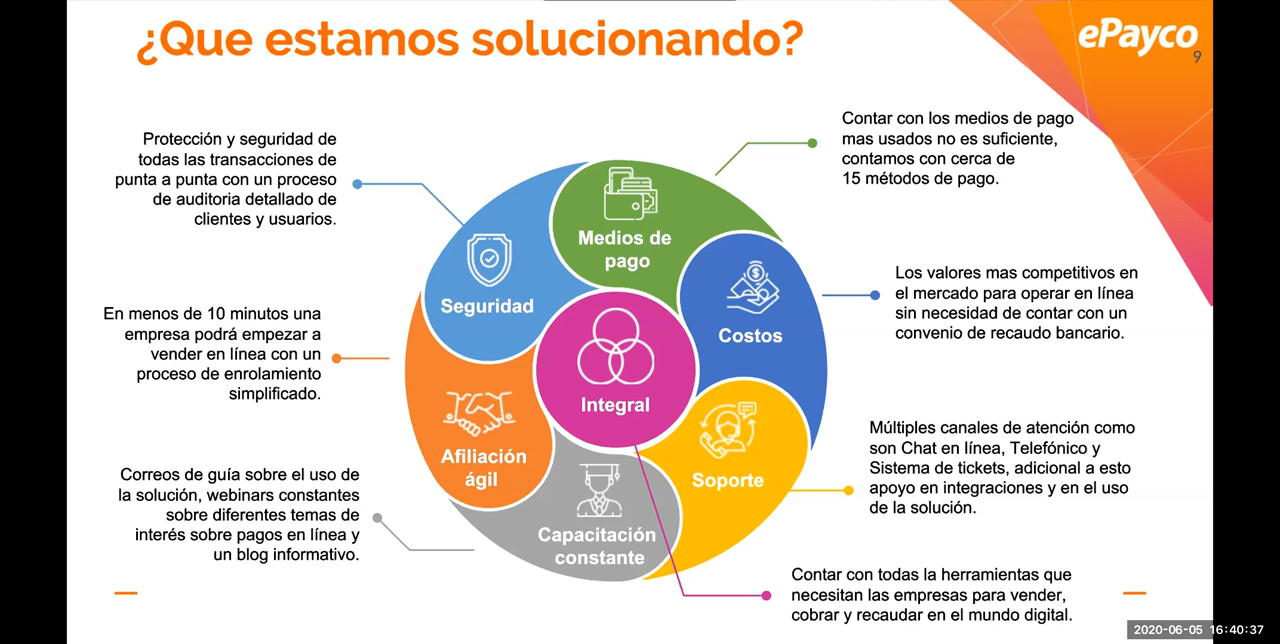 ¿Que estamos solucionando?
ePayco
9
Protección y seguridad de
todas las transacciones de
punta a punta con un proceso
de auditoria detallado de
clientes y usuarios.
En menos de 10 minutos una
empresa podrá empezar a
vender en línea con un
proceso de enrolamiento
simplificado.
Correos de guía sobre el uso de
la solución, webinars constantes
sobre diferentes temas de
interés sobre pagos en línea y
un blog informativo.
Medios de
pago
Seguridad
Costos
Integral
Afiliación
ágil
Soporte
Capacitación
constante
Contar con los medios de pago
mas usados no es suficiente,
contamos con cerca de
15 métodos de pago.
Los valores mas competitivos en
el mercado para operar en línea
sin necesidad de contar con un
convenio de recaudo bancario.
Múltiples canales de atención como
son Chat en línea, Telefónico y
Sistema de tickets, adicional a esto
apoyo en integraciones y en el uso
de la solución.
Contar con todas la herramientas que
necesitan las empresas para vender,
cobrar y recaudar en el mundo digital.
2020-06-05 16:40:37